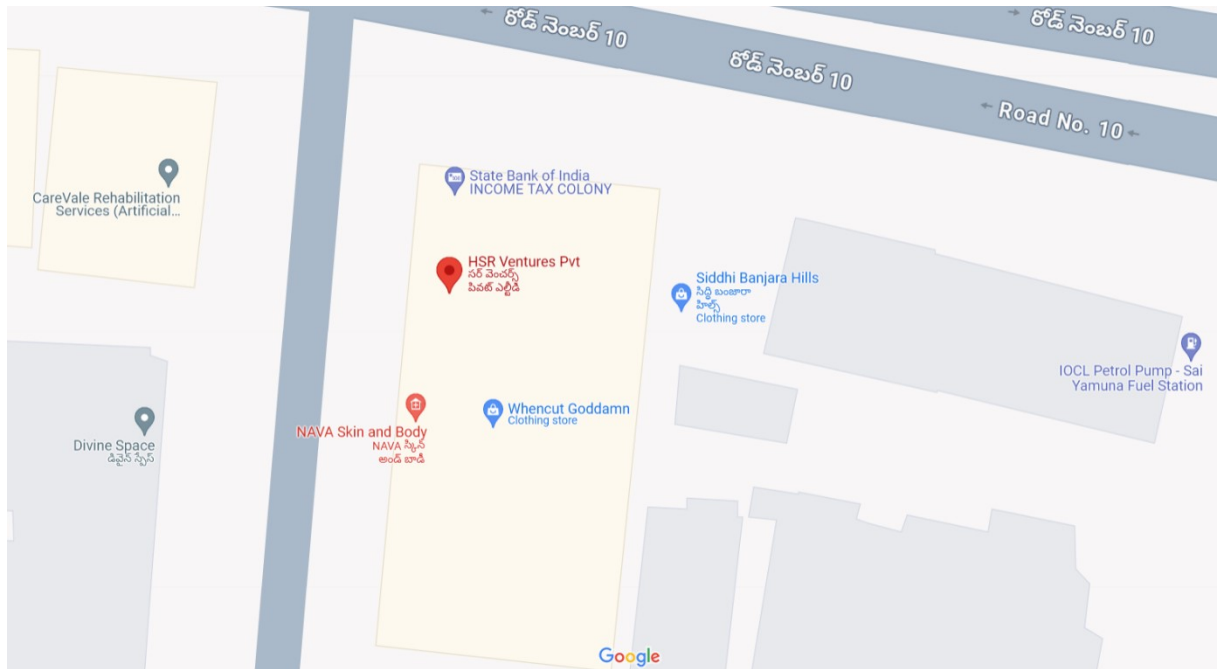 ← రోడ్ నెంబర్ 10
→ రోడ్ నెంబర్ 10
రోడ్ నెంబర్ 10
← Road No. 10 ←
State Bank of India
INCOME TAX COLONY
CareVale Rehabilitation
Services (Artificial...
HSR Ventures Pvt
సర్ వెంచర్స్
పివట్ ఎల్టీడీ
Siddhi Banjara Hills
సిద్ధి బంజారా
హిల్స్
Clothing store
IOCL Petrol Pump - Sai
Yamuna Fuel Station
Whencut Goddamn
Clothing store
NAVA Skin and Body
NAVA స్కిన్
అండ్ బాడీ
Divine Space
డివైన్ స్పేస్
Google